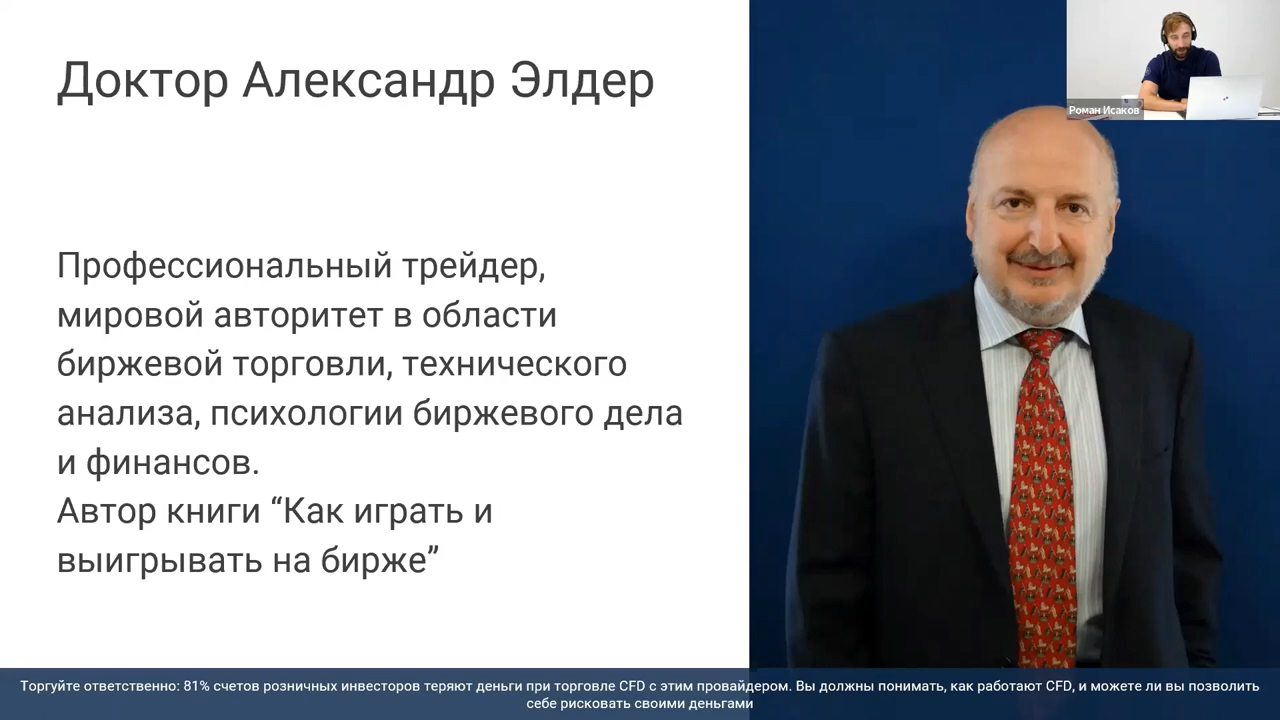 Доктор Александр Элдер
Роман Исаков
Профессиональный трейдер,
мировой авторитет в области
биржевой торговли, технического
анализа, психологии биржевого дела
и финансов.
Автор книги “Как играть и
выигрывать на бирже”
Торгуйте ответственно: 81% счетов розничных инвесторов теряют деньги при торговле CFD с этим провайдером. Вы должны понимать, как работают CFD, и можете ли вы позволить
себе рисковать своими деньгами